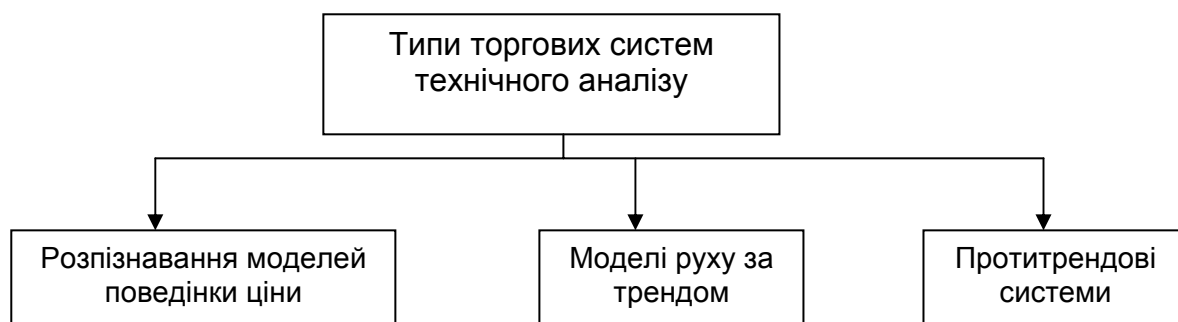 Типи торгових систем
технічного аналізу
Розпізнавання моделей
поведінки ціни
Моделі руху за
трендом
Протитрендові
системи